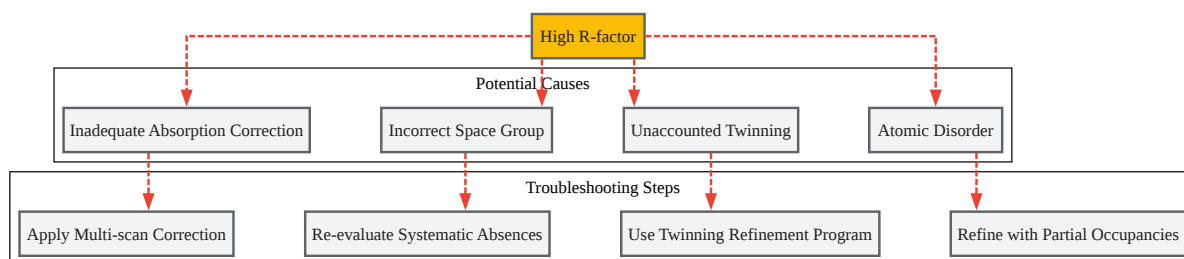 High R-factor
Potential Causes
Inadequate Absorption Correction
Incorrect Space Group
Unaccounted Twinning
Atomic Disorder
Troubleshooting Steps
Apply Multi-scan Correction
Re-evaluate Systematic Absences
Use Twinning Refinement Program
Refine with Partial Occupancies